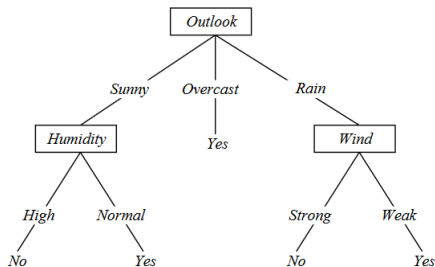 Outlook
Sunny Overcast Rain
Humidity Yes Wind
High Normal Strong Weak
No Yes No Yes